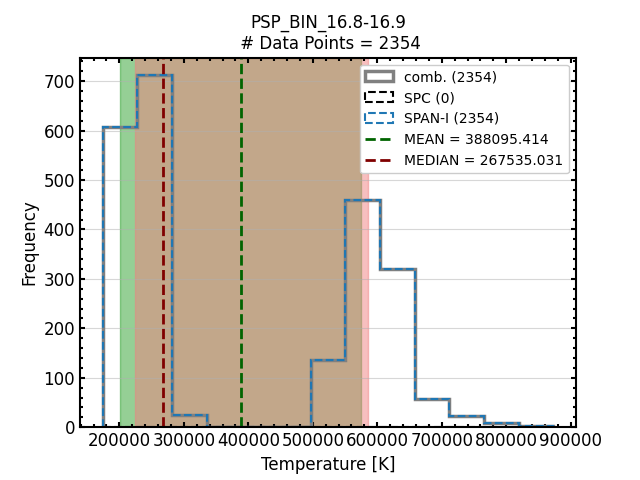 PSP_BIN_16.8-16.9
# Data Points = 2354
comb. (2354)
SPC (0)
SPAN-I (2354)
MEAN = 388095.414
MEDIAN = 267535.031
Frequency
700
600
500
400
300
200
100
0
200000 300000 400000 500000 600000 700000 800000 900000
Temperature [K]